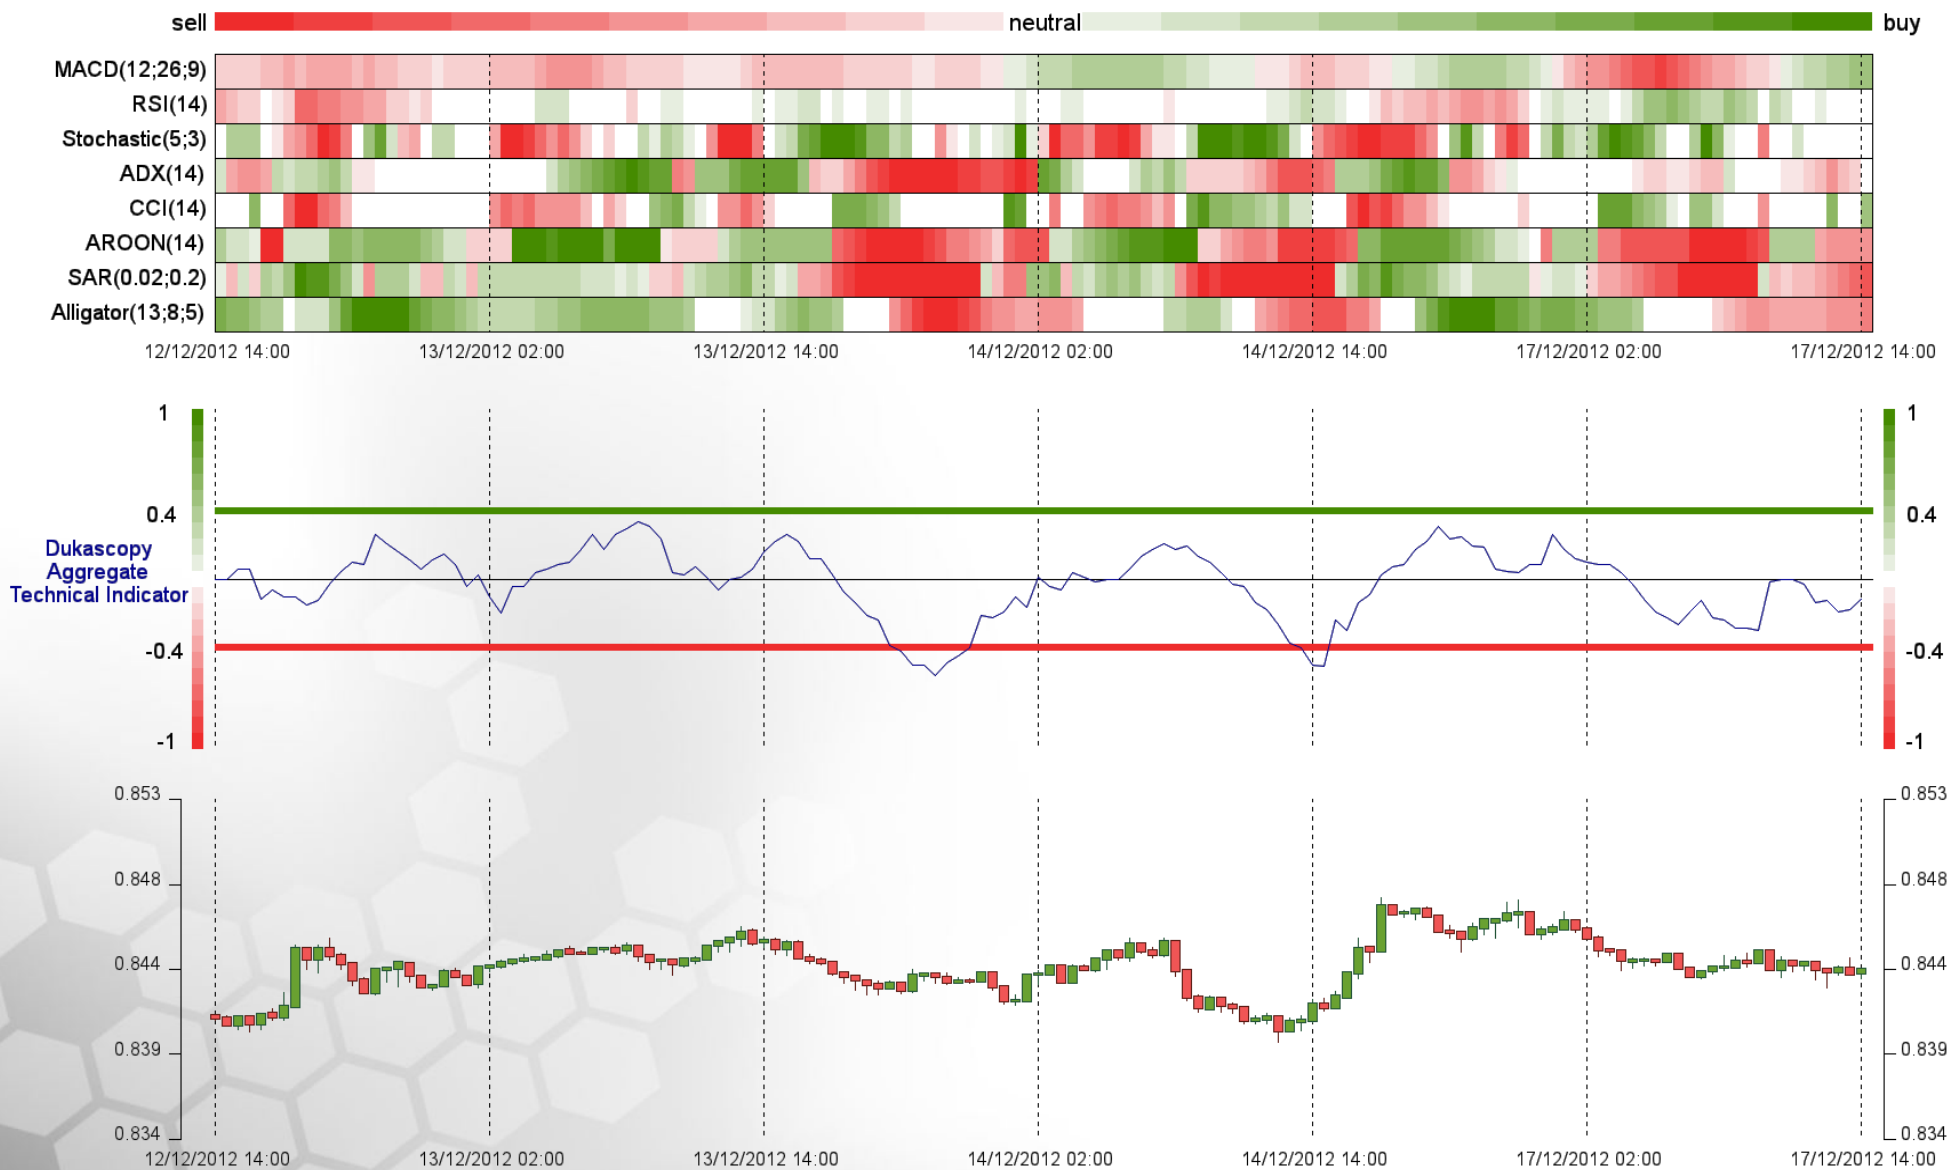 sell neutral buy
MACD(12;26;9)
RSI(14)
Stochastic(5;3)
ADX(14)
CCI(14)
AROON(14)
SAR(0.02;0.2)
Alligator(13;8;5)
12/12/2012 14:00 13/12/2012 02:00 13/12/2012 14:00 14/12/2012 02:00 14/12/2012 14:00 17/12/2012 02:00 17/12/2012 14:00
1 1
0.4 0.4
Dukascopy
Aggregate
Technical Indicator
-0.4 -0.4
-1 -1
0.853 0.853
0.848 0.848
0.844 0.844
0.839 0.839
0.834 0.834
12/12/2012 14:00 13/12/2012 02:00 13/12/2012 14:00 14/12/2012 02:00 14/12/2012 14:00 17/12/2012 02:00 17/12/2012 14:00